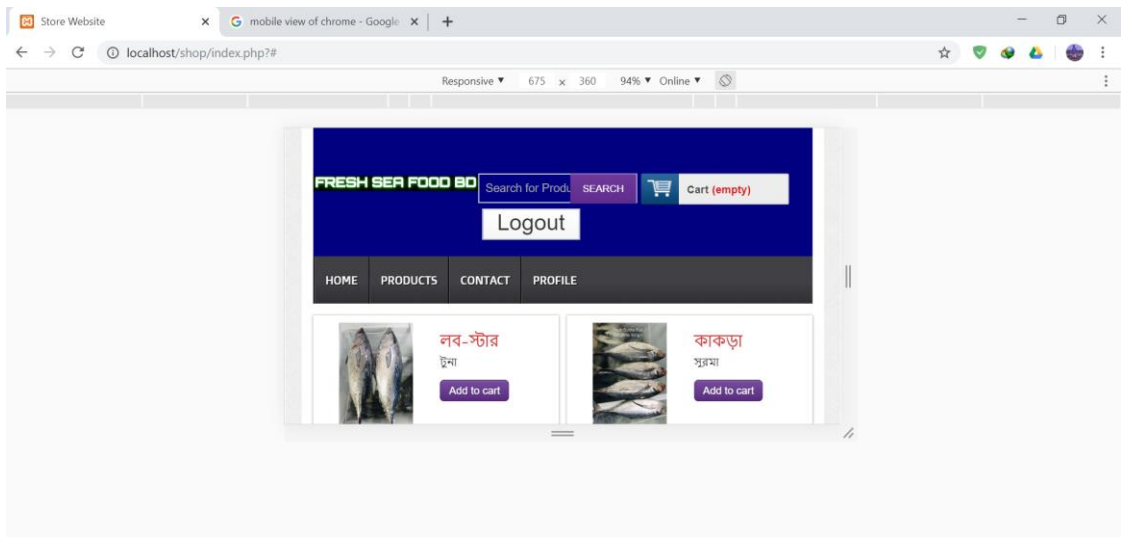 Store Website
mobile view of chrome - Google
localhost/shop/index.php?#
Responsive ▼ 675 x 360 94% ▼ Online ▼
FRESH SEA FOOD BD
Search for Produ
SEARCH
Cart (empty)
Logout
HOME PRODUCTS CONTACT PROFILE
লব-স্টার
টুনা
Add to cart
কাকড়া
সুরমা
Add to cart